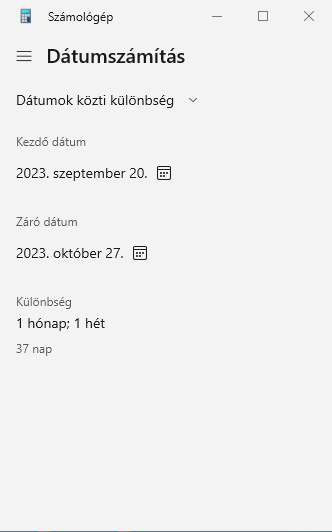 Számológép
Dátumszámítás
Dátumok közti különbség
Kezdő dátum
2023. szeptember 20.
Záró dátum
2023. október 27.
Különbség
1 hónap; 1 hét
37 nap